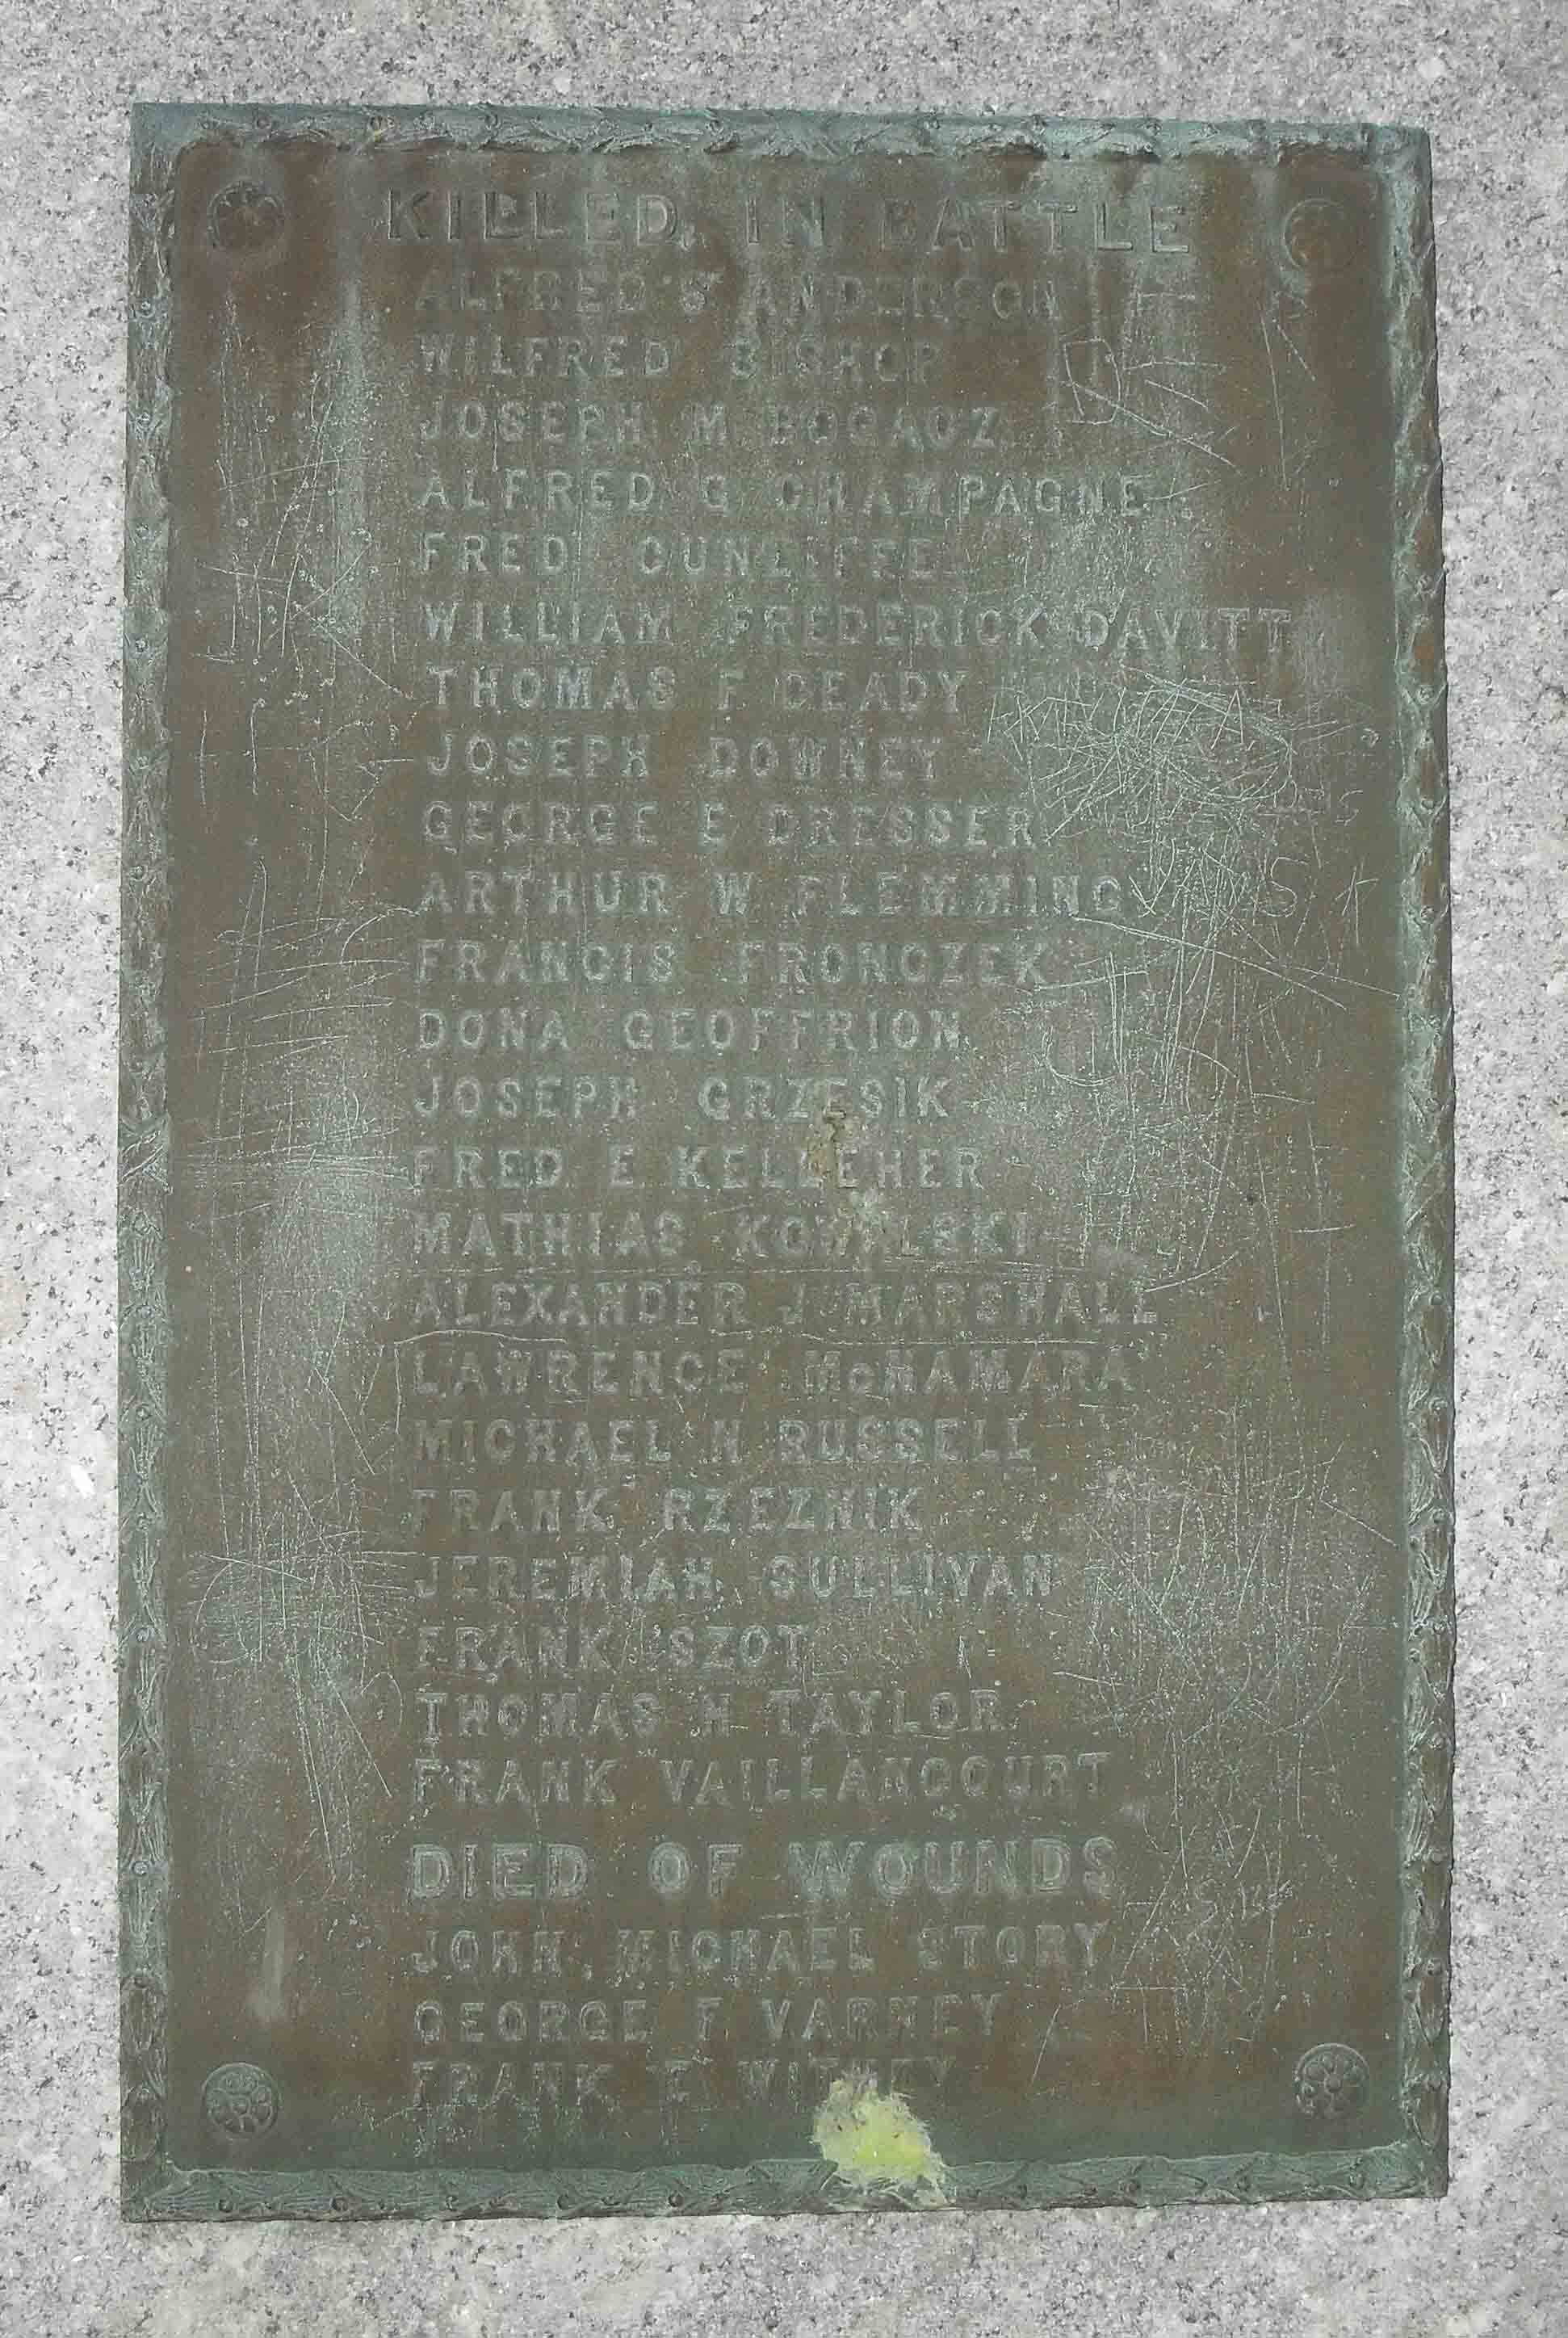 KILLED IN BATTLE
ALFRED S ANDERSON
WILFRED BISHOP
JOSEPH M BOGACZ
ALFRED G CHAMPAGNE
FRED CUNLIFFE
WILLIAM FREDERICK DAVITT
THOMAS F DEADY
JOSEPH DOWNEY
GEORGE E DRESSER
ARTHUR W FLEMMING
FRANCIS FRONCZEK
DONA GEOFFRION
JOSEPH GRZESIK
FRED E KELLEHER
MATHIAS KOWALSKI
ALEXANDER J MARSHALL
LAWRENCE McNAMARA
MICHAEL N RUSSELL
FRANK RZEZNIK
JEREMIAH SULLIVAN
FRANK SZOT
THOMAS H TAYLOR
FRANK VAILLANCOURT
DIED OF WOUNDS
JOHN MICHAEL STORY
GEORGE F VARNEY
FRANK E WITHEY